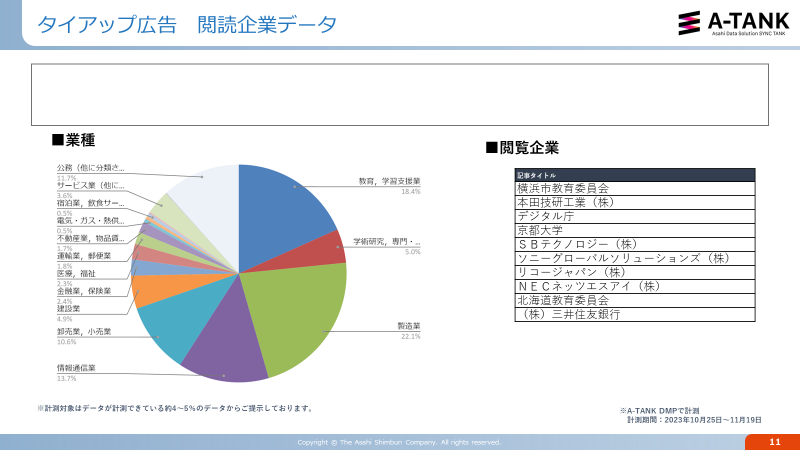 タイアップ広告　閲読企業データ
A-TANK
Asahi Data Solution SYNC TANK
■業種
公務（他に分類さ...
11.7%
サービス業（他に...
3.6%
宿泊業，飲食サー...
0.5%
電気・ガス・熱供...
0.5%
不動産業，物品賃...
1.7%
運輸業，郵便業
1.8%
医療，福祉
2.3%
金融業，保険業
2.4%
建設業
4.9%
卸売業，小売業
10.6%
情報通信業
13.7%
教育，学習支援業
18.4%
学術研究，専門・...
5.0%
製造業
22.1%
■閲覧企業
記事タイトル
横浜市教育委員会
本田技研工業（株）
デジタル庁
京都大学
ＳＢテクノロジー（株）
ソニーグローバルソリューションズ（株）
リコージャパン（株）
ＮＥＣネッツエスアイ（株）
北海道教育委員会
（株）三井住友銀行
※計測対象はデータが計測できている約4～5%のデータからご提示しております。
※A-TANK DMPで計測
計測期間：2023年10月25日～11月19日
Copyright © The Asahi Shimbun Company. All rights reserved.
11